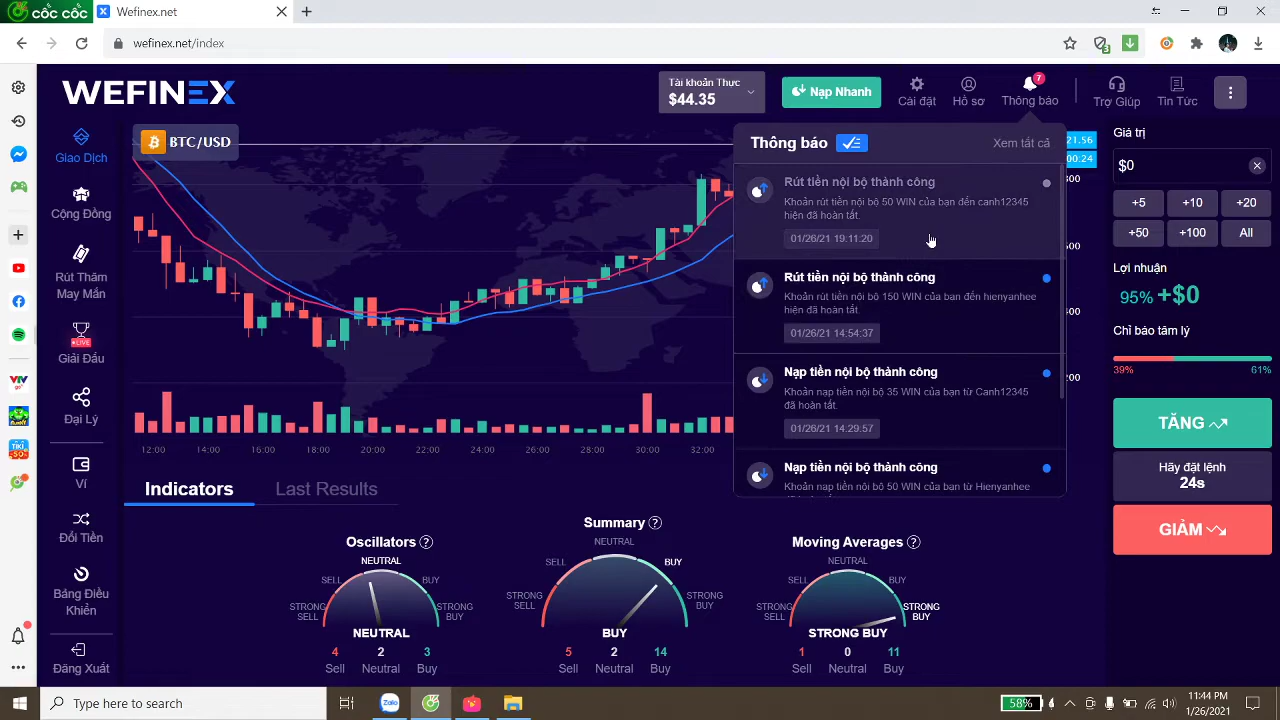 cốc cốc
Wefinex.net
wefinex.net/index
WEFINEX
Tài khoản Thực
$44.35
Nạp Nhanh
Cài đặt
Hồ sơ
7
Thông báo
Trợ Giúp
Tin Tức
Giao Dịch
Cộng Đồng
Rút Thăm
May Mắn
LIVE
Giải Đấu
Đại Lý
Ví
Đổi Tiền
Bảng Điều
Khiển
Đăng Xuất
BTC/USD
Thông báo
Xem tất cả
Rút tiền nội bộ thành công
Khoản rút tiền nội bộ 50 WIN của bạn đến canh12345
hiện đã hoàn tất.
01/26/21 19:11:20
Rút tiền nội bộ thành công
Khoản rút tiền nội bộ 150 WIN của bạn đến hienyanhee
hiện đã hoàn tất.
01/26/21 14:54:37
Nạp tiền nội bộ thành công
Khoản nạp tiền nội bộ 35 WIN của bạn từ Canh12345
đã hoàn tất.
01/26/21 14:29:57
Nạp tiền nội bộ thành công
Khoản nạp tiền nội bộ 50 WIN của bạn từ Hienyanhee
21.56
00:24
12:00 14:00 16:00 18:00 20:00 22:00 24:00 26:00 28:00 30:00 32:00
Giá trị
$0
+5 +10 +20
+50 +100 All
Lợi nhuận
95% +$0
Chỉ báo tâm lý
39% 61%
TĂNG
Hãy đặt lệnh
24s
GIẢM
Indicators Last Results
Oscillators
NEUTRAL
SELL BUY
STRONG SELL STRONG BUY
NEUTRAL
4 2 3
Sell Neutral Buy
Summary
NEUTRAL
SELL BUY
STRONG SELL STRONG BUY
BUY
5 2 14
Sell Neutral Buy
Moving Averages
NEUTRAL
SELL BUY
STRONG SELL STRONG BUY
STRONG BUY
1 0 11
Sell Neutral Buy
Type here to search
Zalo
58%
11:44 PM
1/26/2021